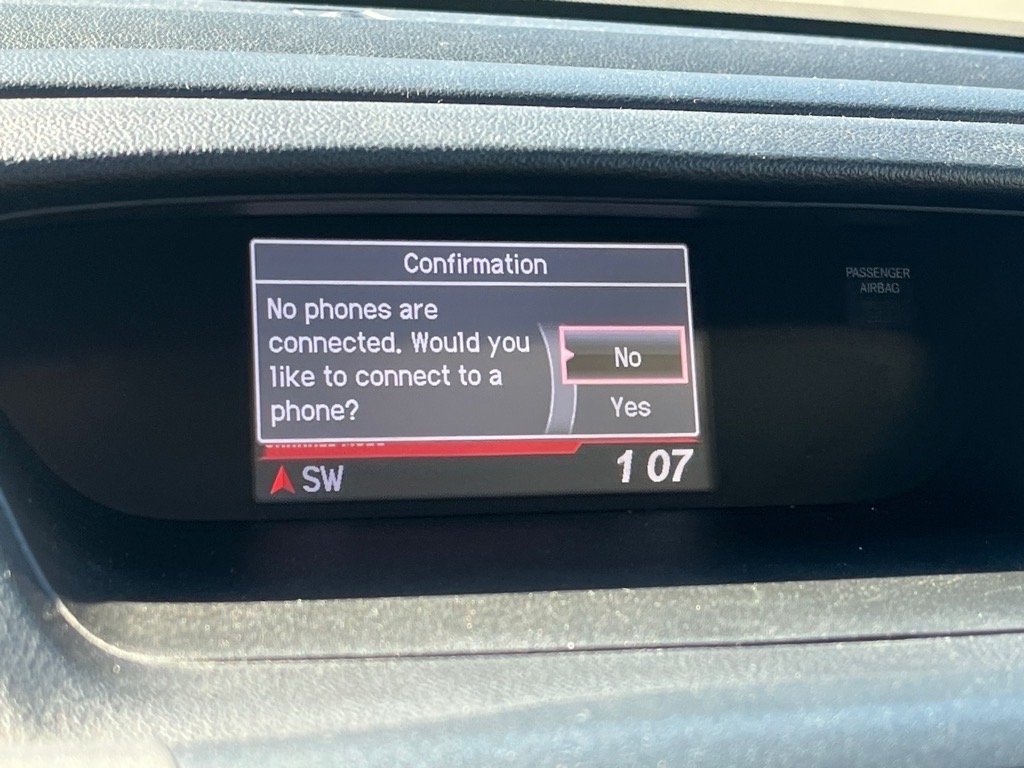 Confirmation
No phones are
connected. Would you
like to connect to a
phone?
No
Yes
SW
1 07
PASSENGER
AIRBAG